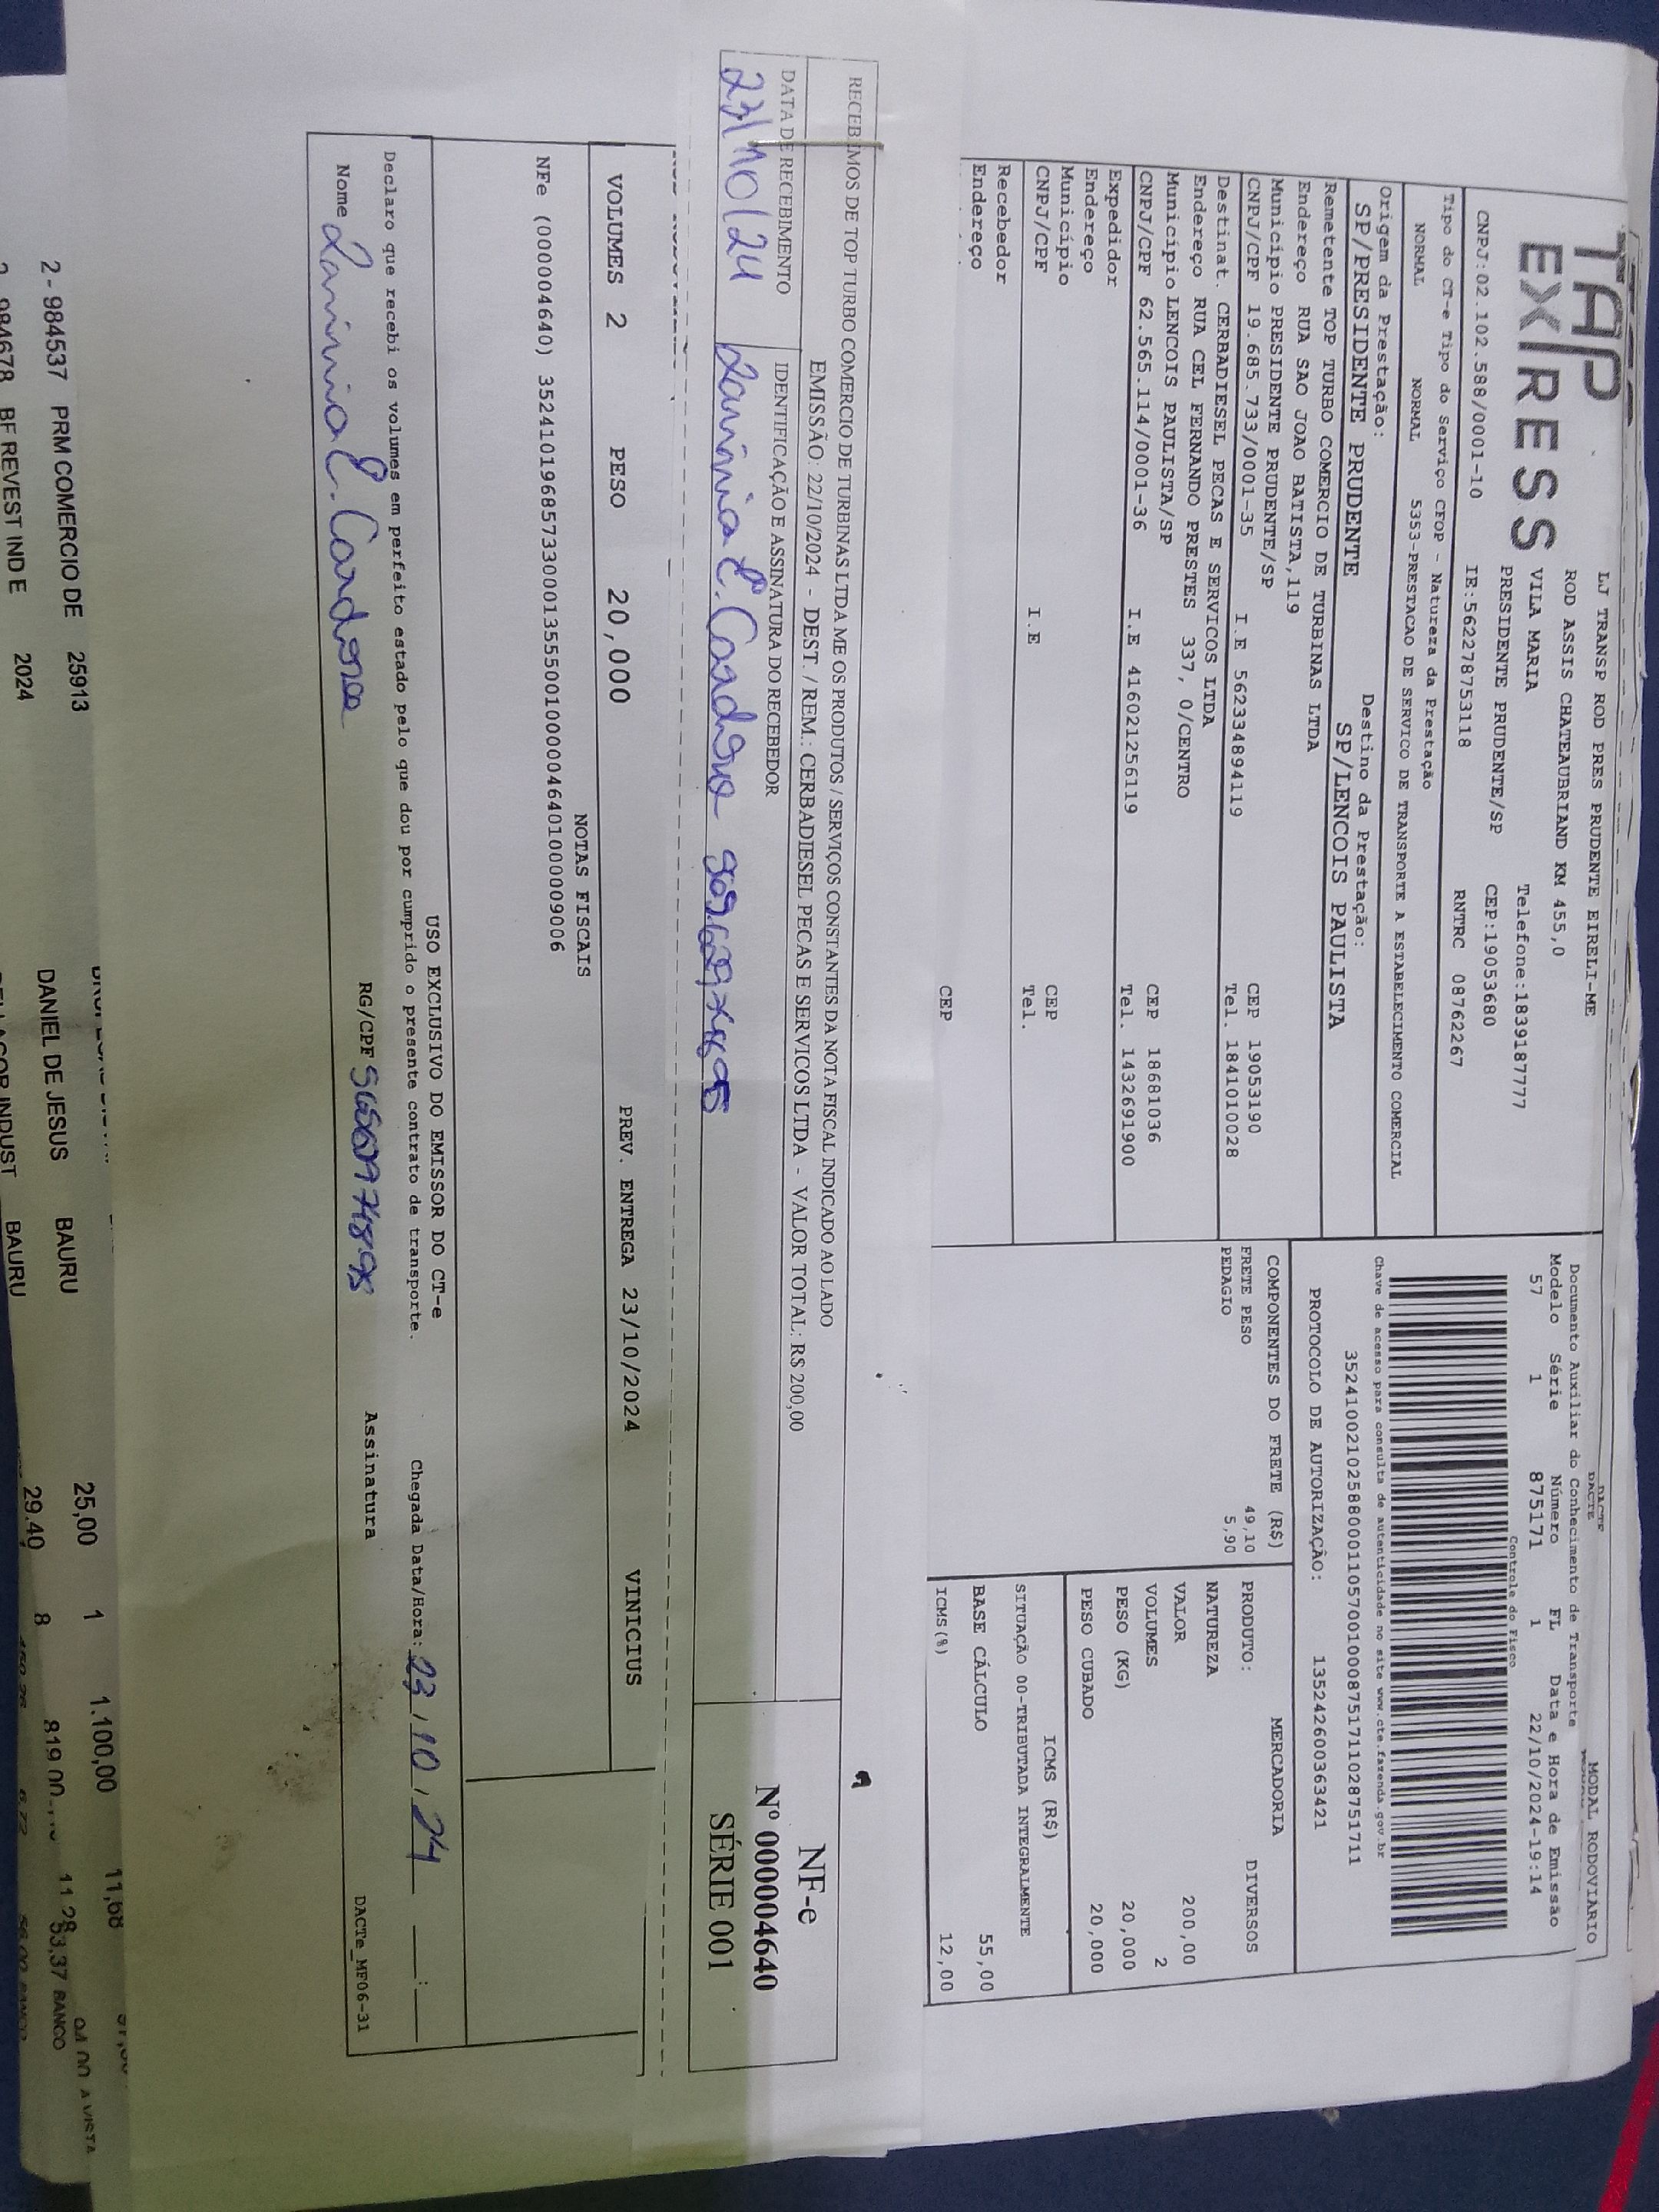 TAP
EXPRESS
LJ TRANSP ROD PRES PRUDENTE EIRELI-ME
ROD ASSIS CHATEAUBRIAND KM 455,0
VILA MARIA Telefone:1839187777
PRESIDENTE PRUDENTE/SP CEP:19053680
CNPJ:02.102.588/0001-10 IE:562278753118 RNTRC 08762267
Tipo do CT-e Tipo do Serviço CFOP - Natureza da Prestação
NORMAL NORMAL 5353-PRESTACAO DE SERVICO DE TRANSPORTE A ESTABELECIMENTO COMERCIAL
Origem da Prestação: Destino da Prestação:
SP/PRESIDENTE PRUDENTE SP/LENCOIS PAULISTA
Remetente TOP TURBO COMERCIO DE TURBINAS LTDA
Endereço RUA SAO JOAO BATISTA,119
Município PRESIDENTE PRUDENTE/SP CEP 19053190
CNPJ/CPF 19.685.733/0001-35 I.E 562334894119 Tel. 1841010028
Destinat. CERBADIESEL PECAS E SERVICOS LTDA
Endereço RUA CEL FERNANDO PRESTES 337, 0/CENTRO
Município LENCOIS PAULISTA/SP CEP 18681036
CNPJ/CPF 62.565.114/0001-36 I.E 416021256119 Tel. 1432691900
Expedidor
Endereço
Município CEP
CNPJ/CPF I.E Tel.
Recebedor
Endereço
CEP
DACTE
MODAL RODOVIÁRIO
Documento Auxiliar do Conhecimento de Transporte
Modelo Série Número FL Data e Hora de Emissão
57 1 875171 1 22/10/2024-19:14
Controle do Fisco
Chave de acesso para consulta de autenticidade no site www.cte.fazenda.gov.br
35241002102588000110570010008751711028751711
PROTOCOLO DE AUTORIZAÇÃO: 135242600363421
COMPONENTES DO FRETE (R$)
FRETE PESO 49,10
PEDAGIO 5,90
MERCADORIA
PRODUTO: DIVERSOS
NATUREZA
VALOR 200,00
VOLUMES 2
PESO (KG) 20,000
PESO CUBADO 20,000
ICMS (R$)
SITUAÇÃO 00-TRIBUTADA INTEGRALMENTE
BASE CÁLCULO 55,00
ICMS(%) 12,00
RECEBEMOS DE TOP TURBO COMERCIO DE TURBINAS LTDA ME OS PRODUTOS / SERVIÇOS CONSTANTES DA NOTA FISCAL INDICADO AO LADO
EMISSÃO: 22/10/2024 - DEST. / REM.: CERBADIESEL PECAS E SERVICOS LTDA - VALOR TOTAL: R$ 200,00
DATA DE RECEBIMENTO IDENTIFICAÇÃO E ASSINATURA DO RECEBEDOR
23/10/24
NF-e
Nº 000004640
SÉRIE 001
VOLUMES 2 PESO 20,000 PREV. ENTREGA 23/10/2024 VINICIUS
NOTAS FISCAIS
NFe (000004640) 35241019685733000135550010000046401000009006
USO EXCLUSIVO DO EMISSOR DO CT-e
Declaro que recebi os volumes em perfeito estado pelo que dou por cumprido o presente contrato de transporte. Chegada Data/Hora: 23/10/24 :
Nome RG/CPF Assinatura
DACTe_MF06-31
2 - 984537 PRM COMERCIO DE 25913 DANIEL DE JESUS BAURU 25,00 1 1.100,00 11,68
984678 BF REVEST IND E 2024 BAURU 29.40 8 819,00 11,28 53,37 BANCO